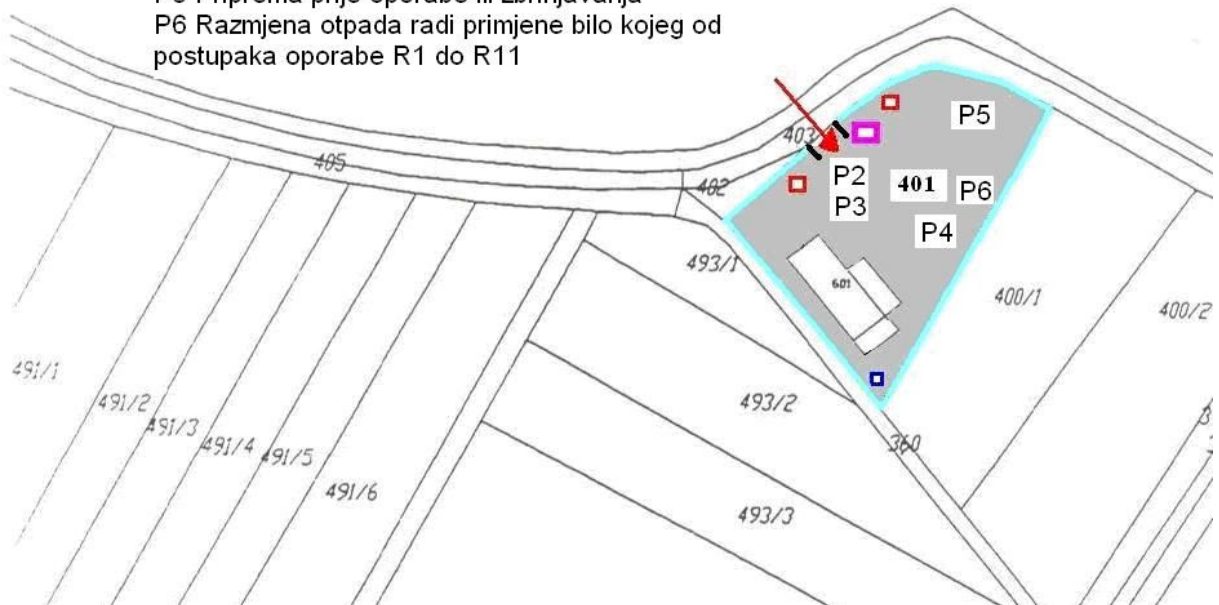 P6 Razmjena otpada radi primjene bilo kojeg od
postupaka oporabe R1 do R11
P5
403
405
P2
401
P6
402
P3
P4
493/1
601
400/1
400/2
491/1
491/2
493/2
491/3
491/4
491/5
360
491/6
493/3